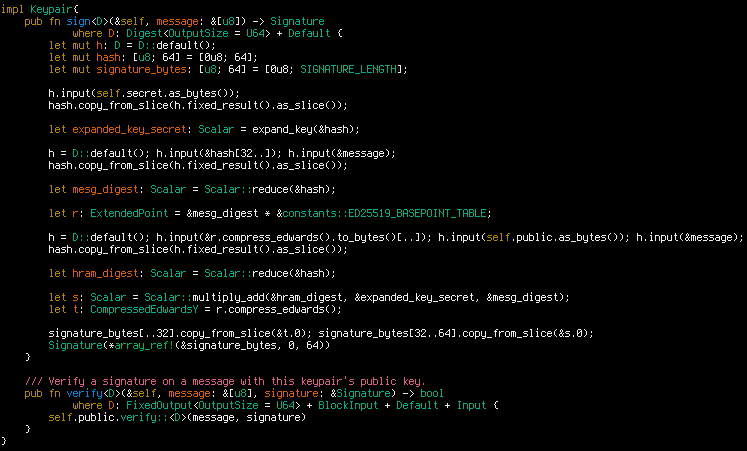 impl Keypair{
    pub fn sign<D>(&self, message: &[u8]) -> Signature
            where D: Digest<OutputSize = U64> + Default {
        let mut h: D = D::default();
        let mut hash: [u8; 64] = [0u8; 64];
        let mut signature_bytes: [u8; 64] = [0u8; SIGNATURE_LENGTH];

        h.input(self.secret.as_bytes());
        hash.copy_from_slice(h.fixed_result().as_slice());

        let expanded_key_secret: Scalar = expand_key(&hash);

        h = D::default(); h.input(&hash[32..]); h.input(&message);
        hash.copy_from_slice(h.fixed_result().as_slice());

        let mesg_digest: Scalar = Scalar::reduce(&hash);

        let r: ExtendedPoint = &mesg_digest * &constants::ED25519_BASEPOINT_TABLE;

        h = D::default(); h.input(&r.compress_edwards().to_bytes()[..]); h.input(self.public.as_bytes()); h.input(&message);
        hash.copy_from_slice(h.fixed_result().as_slice());

        let hram_digest: Scalar = Scalar::reduce(&hash);

        let s: Scalar = Scalar::multiply_add(&hram_digest, &expanded_key_secret, &mesg_digest);
        let t: CompressedEdwardsY = r.compress_edwards();

        signature_bytes[..32].copy_from_slice(&t.0); signature_bytes[32..64].copy_from_slice(&s.0);
        Signature(*array_ref!(&signature_bytes, 0, 64))
    }

    /// Verify a signature on a message with this keypair's public key.
    pub fn verify<D>(&self, message: &[u8], signature: &Signature) -> bool
            where D: FixedOutput<OutputSize = U64> + BlockInput + Default + Input {
        self.public.verify::<D>(message, signature)
    }
}